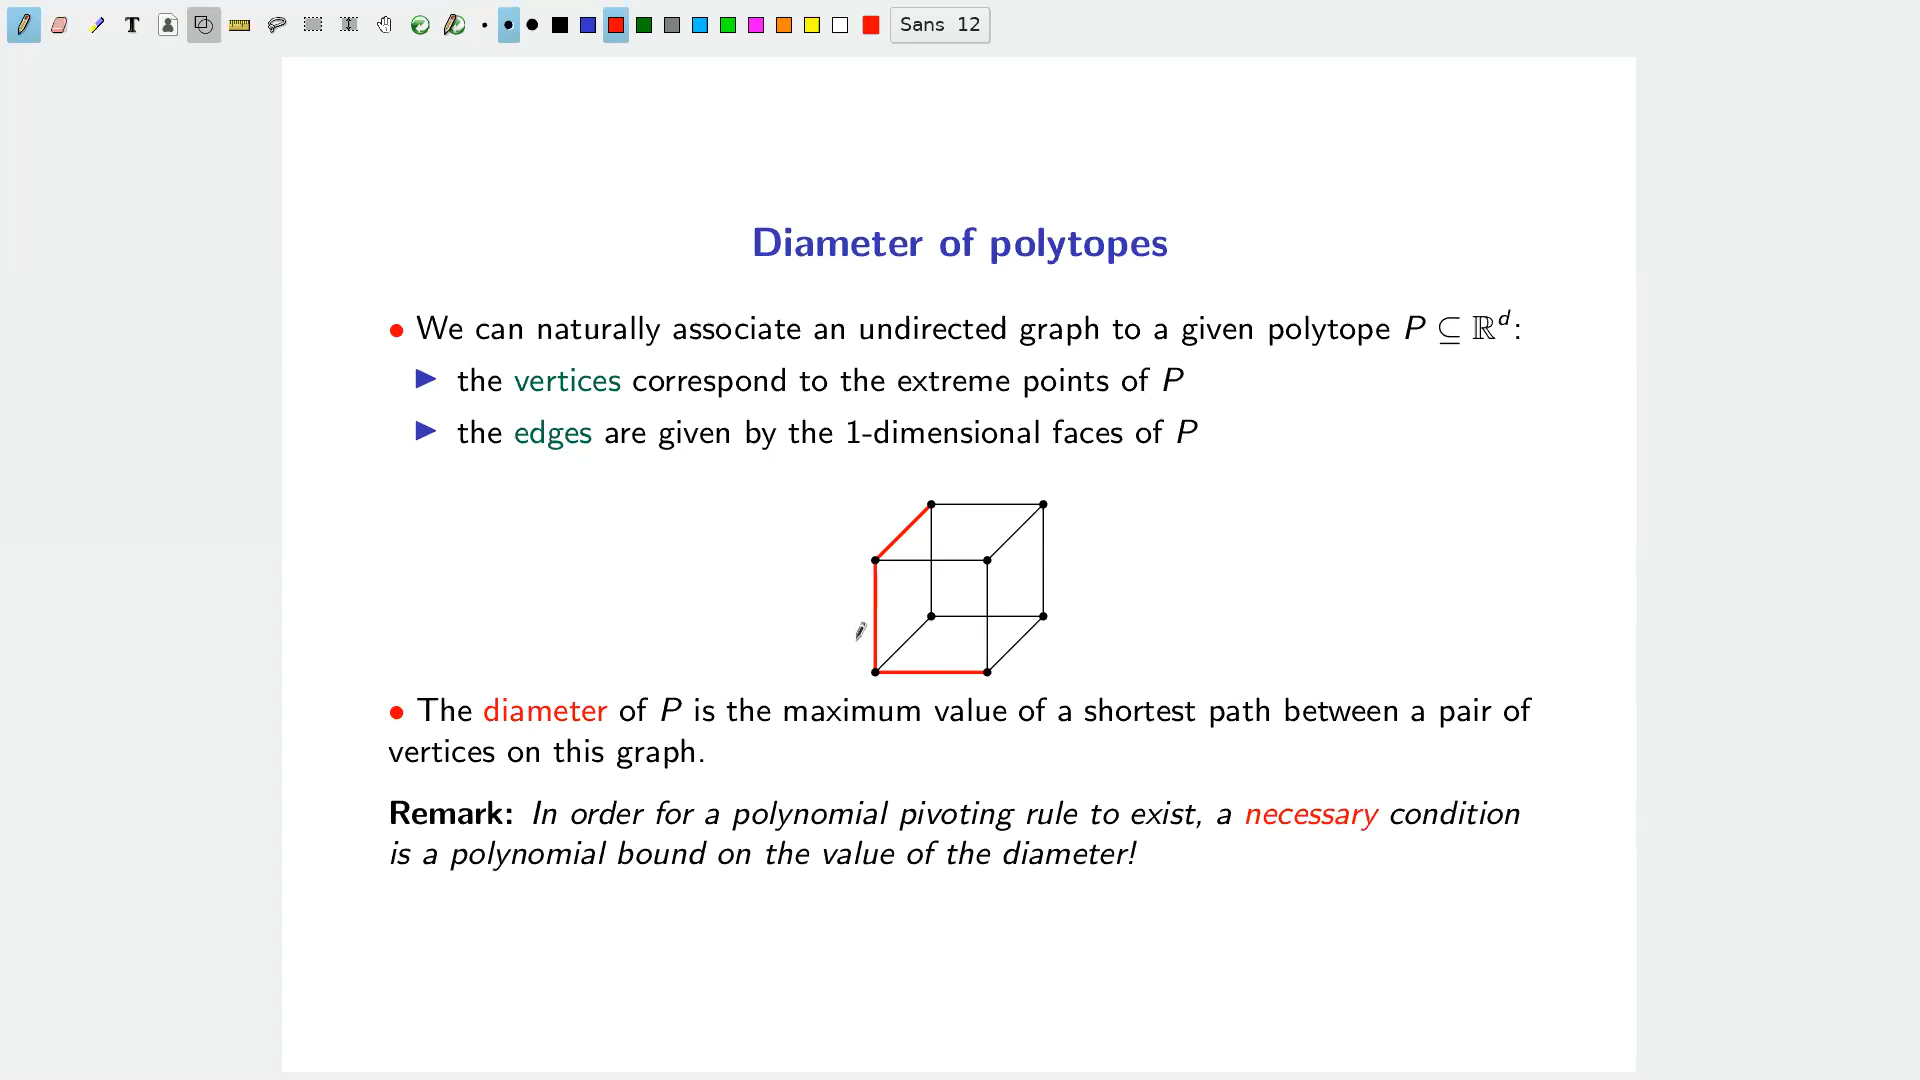 T
Sans 12
Diameter of polytopes
• We can naturally associate an undirected graph to a given polytope P ⊆ ℝᵈ:
▶ the vertices correspond to the extreme points of P
▶ the edges are given by the 1-dimensional faces of P
• The diameter of P is the maximum value of a shortest path between a pair of
vertices on this graph.
Remark: In order for a polynomial pivoting rule to exist, a necessary condition
is a polynomial bound on the value of the diameter!